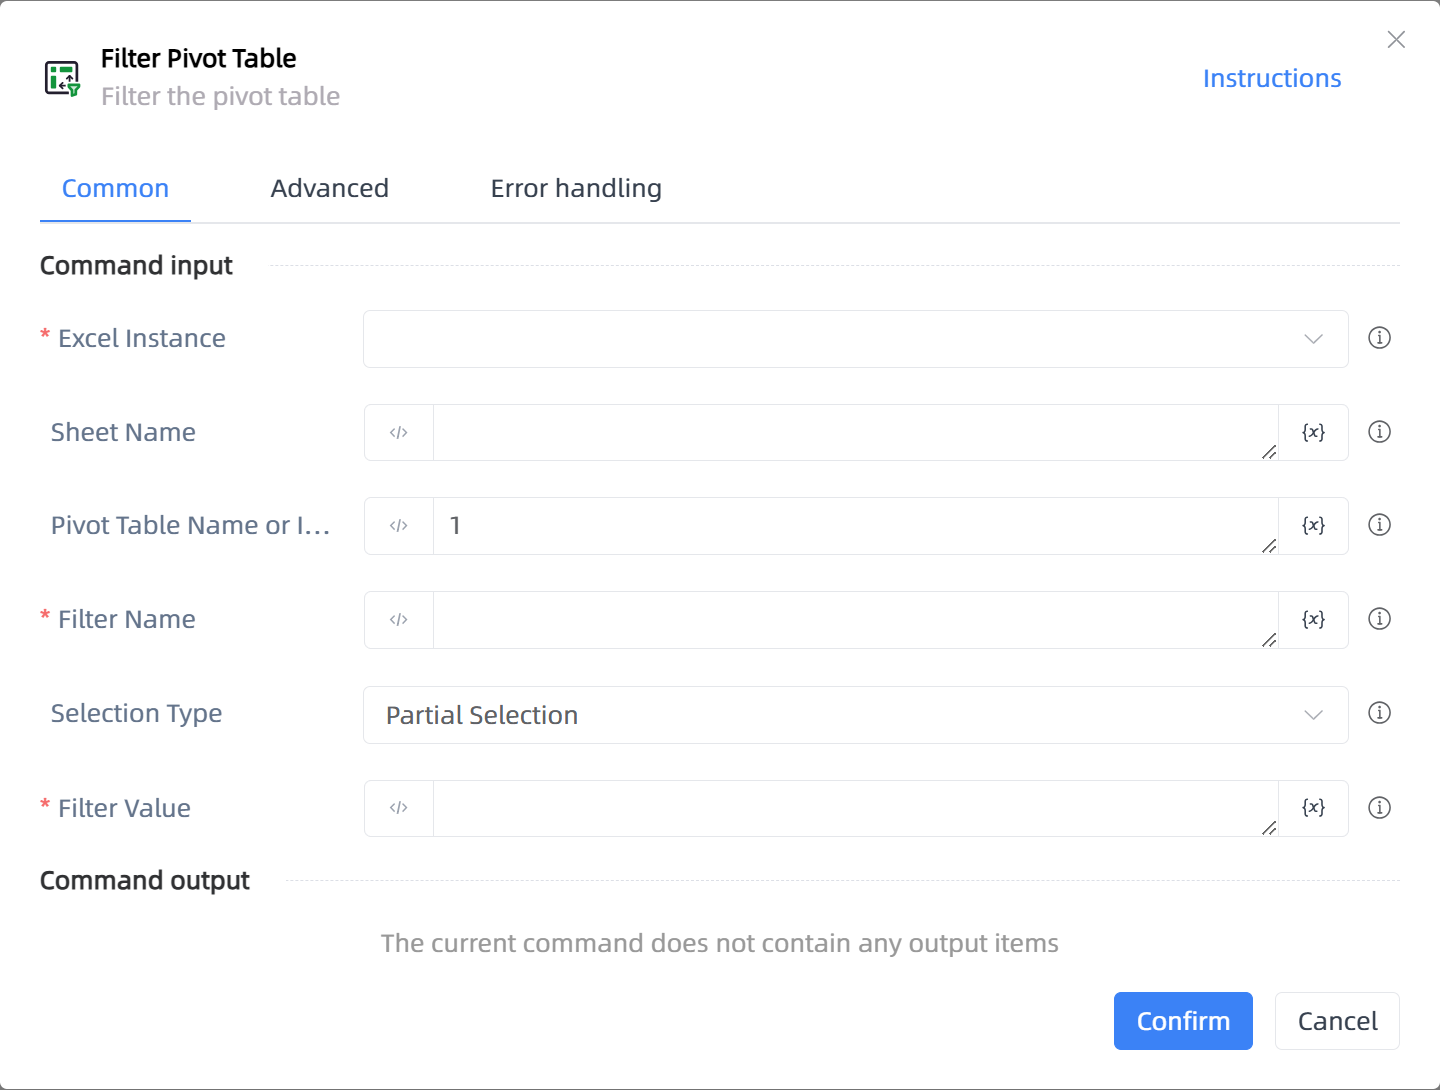 Filter Pivot Table
Filter the pivot table
Instructions
Common Advanced Error handling
Command input
* Excel Instance
Sheet Name </> {x}
Pivot Table Name or I... </> 1 {x}
* Filter Name </> {x}
Selection Type Partial Selection
* Filter Value </> {x}
Command output
The current command does not contain any output items
Confirm Cancel